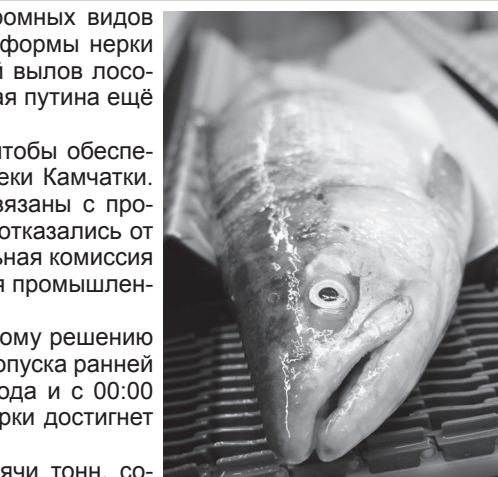 ромных видов
формы нерки
й вылов лосо-
ая путина ещё
чтобы обеспе-
еки Камчатки.
вязаны с про-
отказались от
ьная комиссия
я промышлен-
ому решению
опуска ранней
ода и с 00:00
рки достигнет
ячи тонн, со-